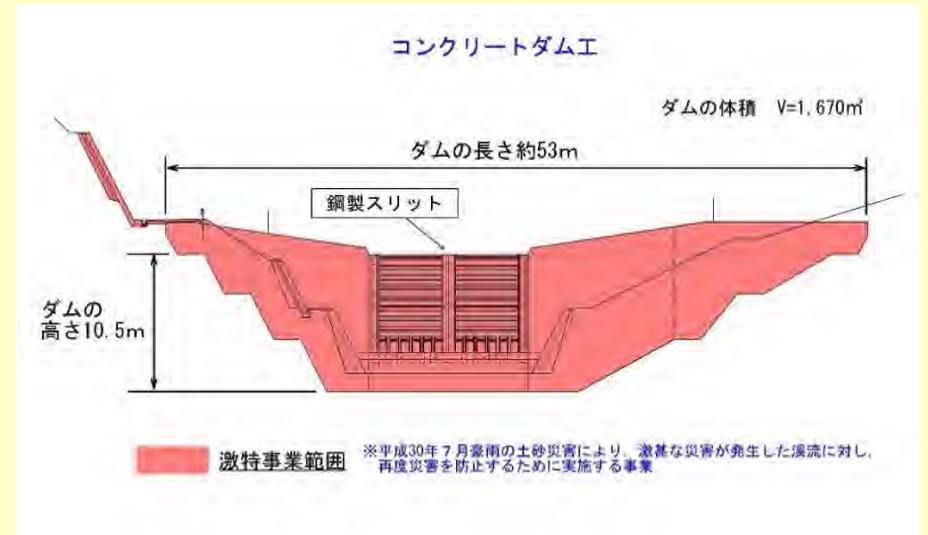 コンクリートダム工
ダムの体積 V=1,670㎥
ダムの長さ約53m
鋼製スリット
ダムの
高さ10.5m
激特事業範囲
※平成30年7月豪雨の土砂災害により、激甚な災害が発生した渓流に対し、
再度災害を防止するために実施する事業